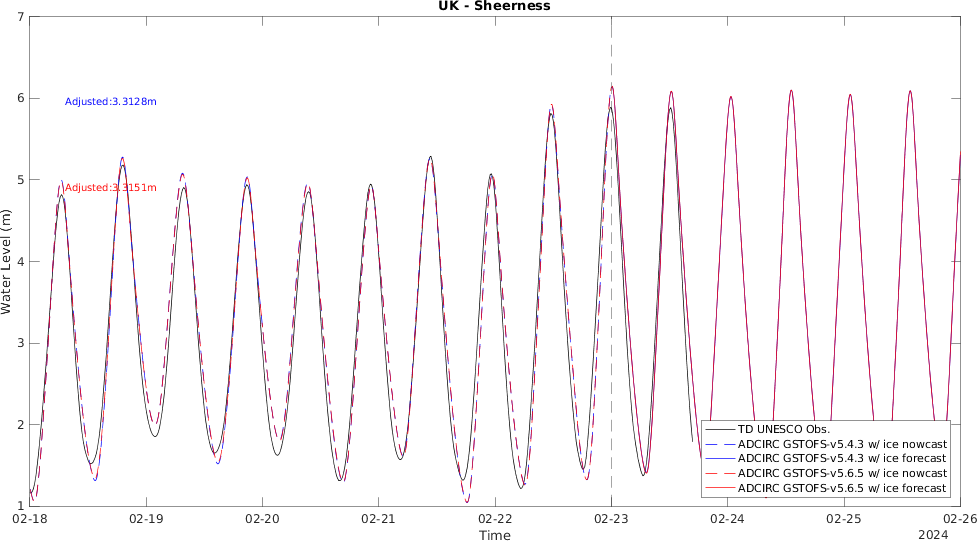 UK - Sheerness
7
6
5
4
3
2
1
Water Level (m)
Adjusted:3.3128m
Adjusted:3.3151m
TD UNESCO Obs.
ADCIRC GSTOFS-v5.4.3 w/ ice nowcast
ADCIRC GSTOFS-v5.4.3 w/ ice forecast
ADCIRC GSTOFS-v5.6.5 w/ ice nowcast
ADCIRC GSTOFS-v5.6.5 w/ ice forecast
02-18 02-19 02-20 02-21 02-22 02-23 02-24 02-25 02-26
Time
2024